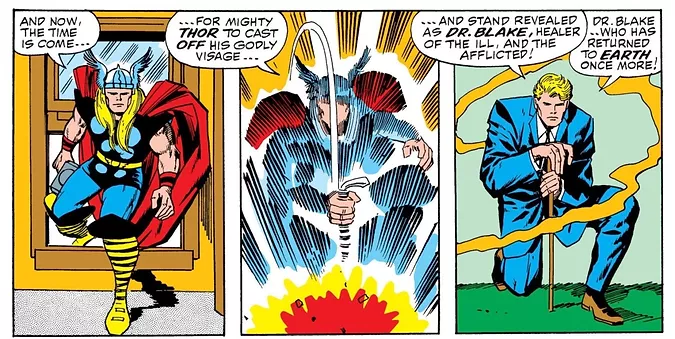 AND NOW,
THE TIME
IS COME---
---FOR MIGHTY
THOR TO CAST
OFF HIS GODLY
VISAGE---
---AND STAND REVEALED
AS DR. BLAKE, HEALER
OF THE ILL, AND THE
AFFLICTED!
DR. BLAKE
--WHO HAS
RETURNED
TO EARTH
ONCE MORE!